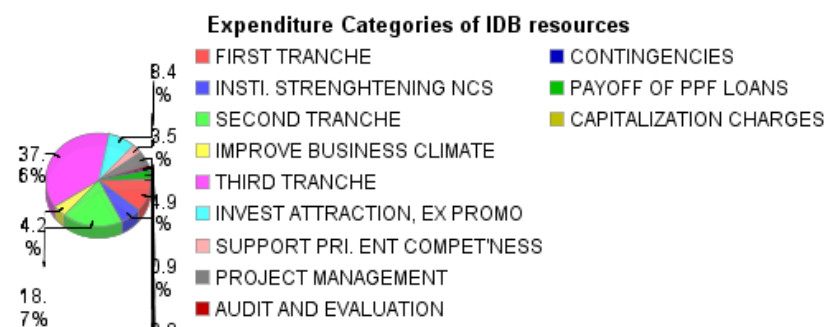 Expenditure Categories of IDB resources
FIRST TRANCHE
INSTI. STRENGHTENING NCS
SECOND TRANCHE
IMPROVE BUSINESS CLIMATE
THIRD TRANCHE
INVEST ATTRACTION, EX PROMO
SUPPORT PRI. ENT COMPET'NESS
PROJECT MANAGEMENT
AUDIT AND EVALUATION
CONTINGENCIES
PAYOFF OF PPF LOANS
CAPITALIZATION CHARGES
8.4
%
3.5
%
37.
6%
4.9
%
4.2
%
0.9
%
18.
7%